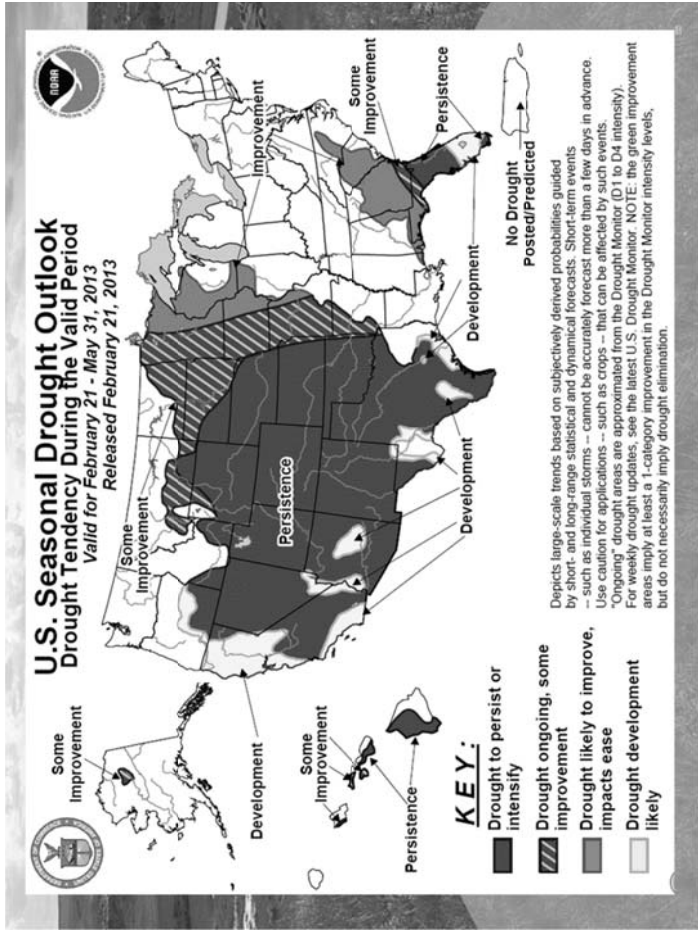 U.S. Seasonal Drought Outlook
Drought Tendency During the Valid Period
Valid for February 21 - May 31, 2013
Released February 21, 2013
NOAA
Some
Improvement
Some
Improvement
Improvement
Persistence
Some
Improvement
Persistence
Development
Development
Development
Some
Improvement
Persistence
No Drought
Posted/Predicted
KEY:
Drought to persist or
intensify
Drought ongoing, some
improvement
Drought likely to improve,
impacts ease
Drought development
likely
Depicts large-scale trends based on subjectively derived probabilities guided
by short- and long-range statistical and dynamical forecasts. Short-term events
-- such as individual storms -- cannot be accurately forecast more than a few days in advance.
Use caution for applications -- such as crops -- that can be affected by such events.
"Ongoing" drought areas are approximated from the Drought Monitor (D1 to D4 intensity).
For weekly drought updates, see the latest U.S. Drought Monitor. NOTE: the green improvement
areas imply at least a 1-category improvement in the Drought Monitor intensity levels,
but do not necessarily imply drought elimination.
8